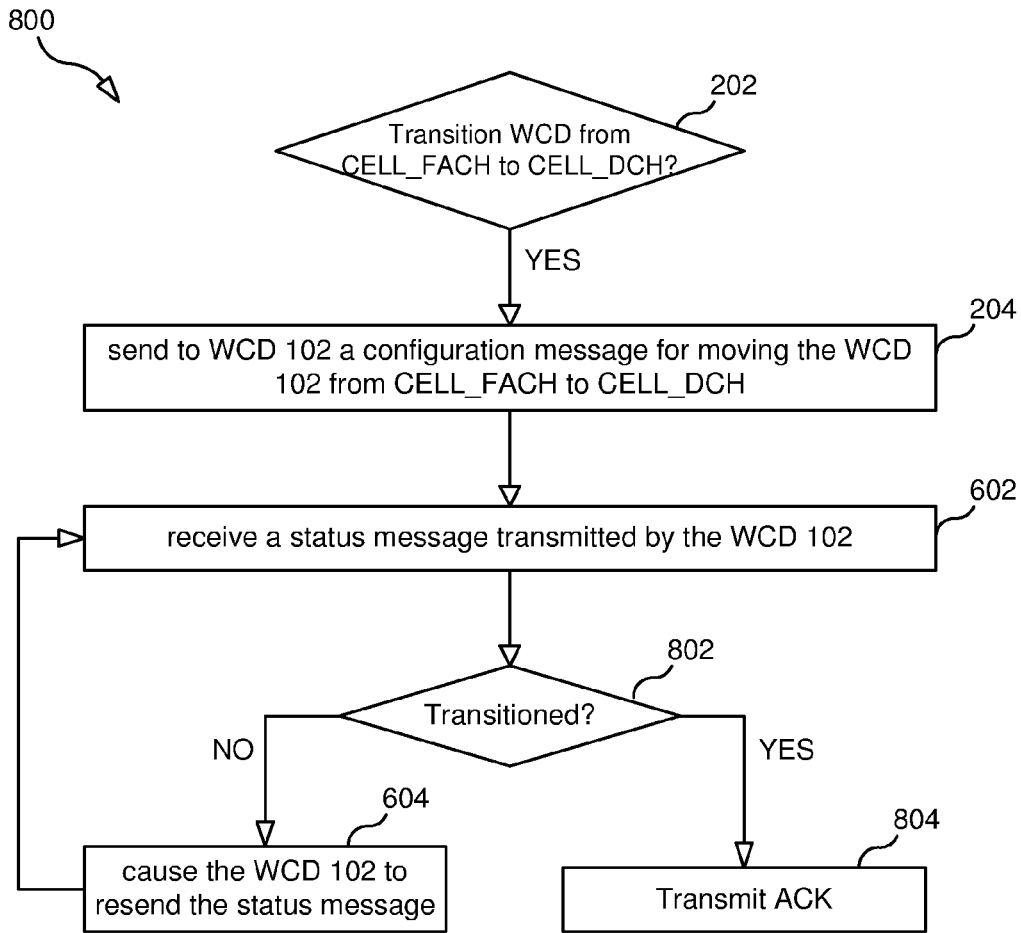 800
202
Transition WCD from
CELL_FACH to CELL_DCH?
YES
204
send to WCD 102 a configuration message for moving the WCD
102 from CELL_FACH to CELL_DCH
602
receive a status message transmitted by the WCD 102
802
Transitioned?
NO
YES
604
804
cause the WCD 102 to
resend the status message
Transmit ACK